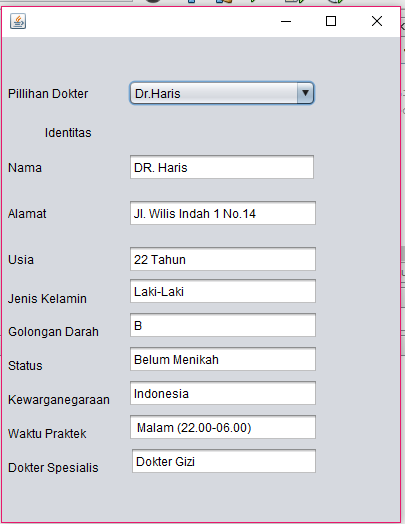 Pillihan Dokter Dr.Haris
Identitas
Nama DR. Haris
Alamat Jl. Wilis Indah 1 No.14
Usia 22 Tahun
Jenis Kelamin Laki-Laki
Golongan Darah B
Status Belum Menikah
Kewarganegaraan Indonesia
Waktu Praktek Malam (22.00-06.00)
Dokter Spesialis Dokter Gizi